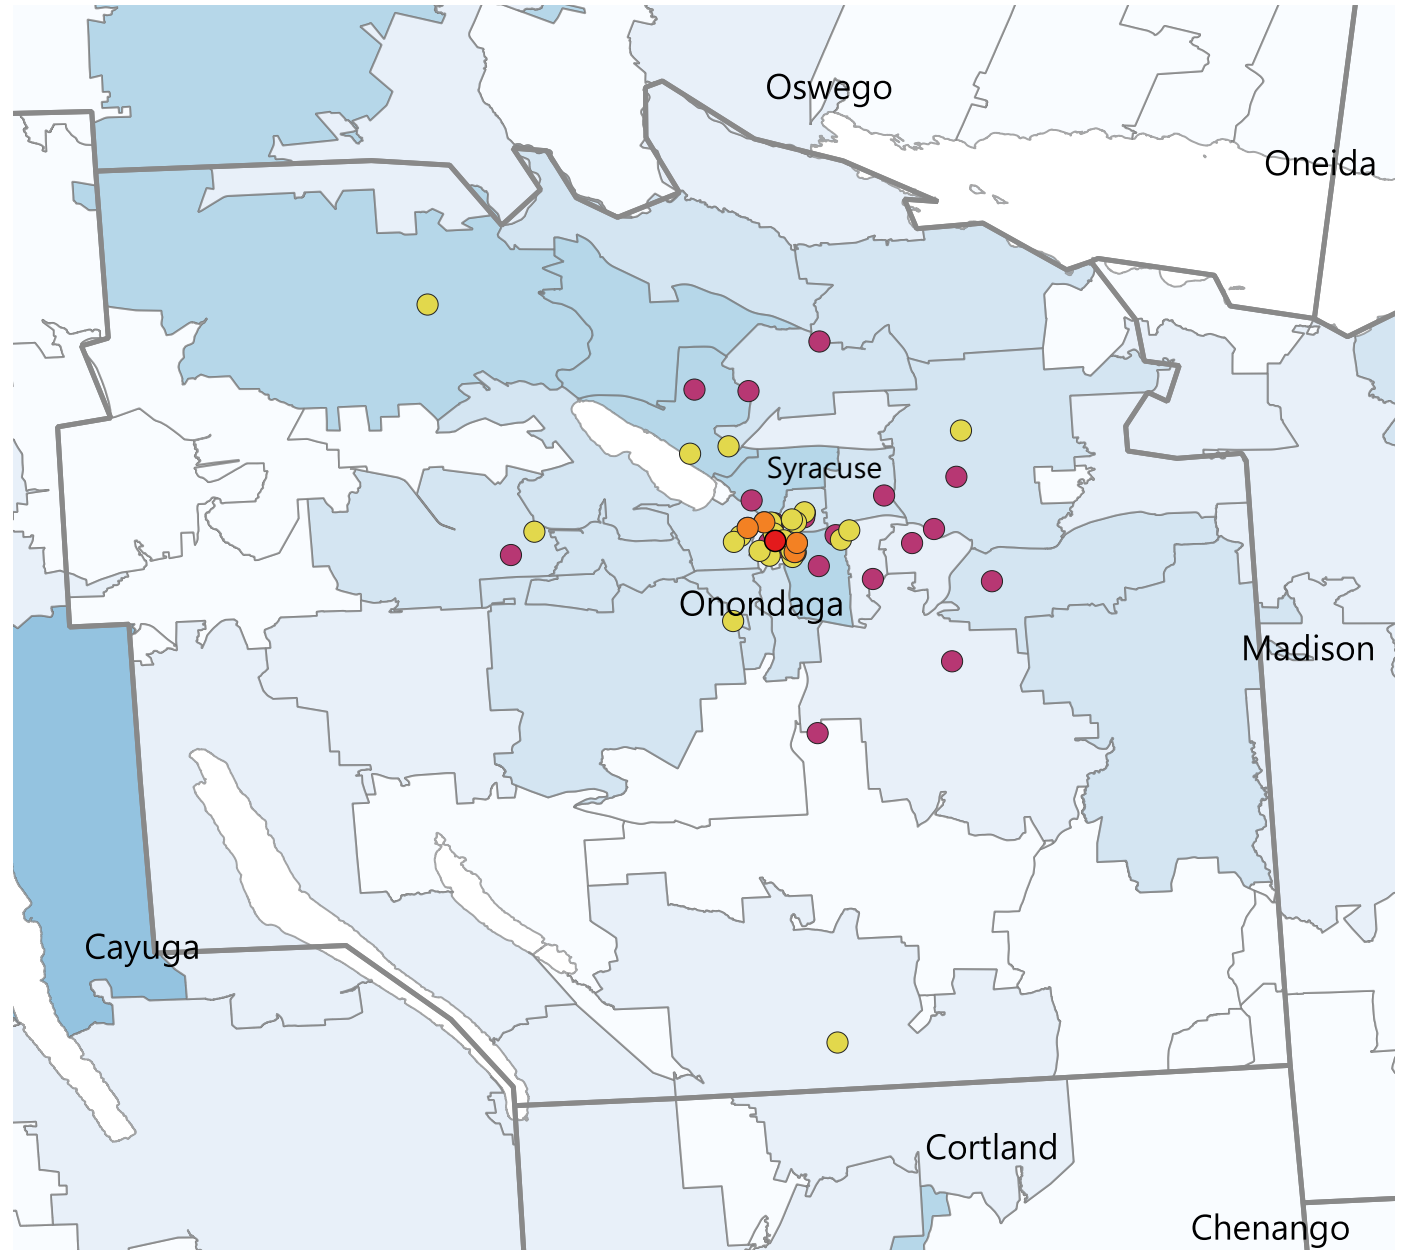 Oswego
Oneida
Syracuse
Onondaga
Madison
Cayuga
Cortland
Chenango